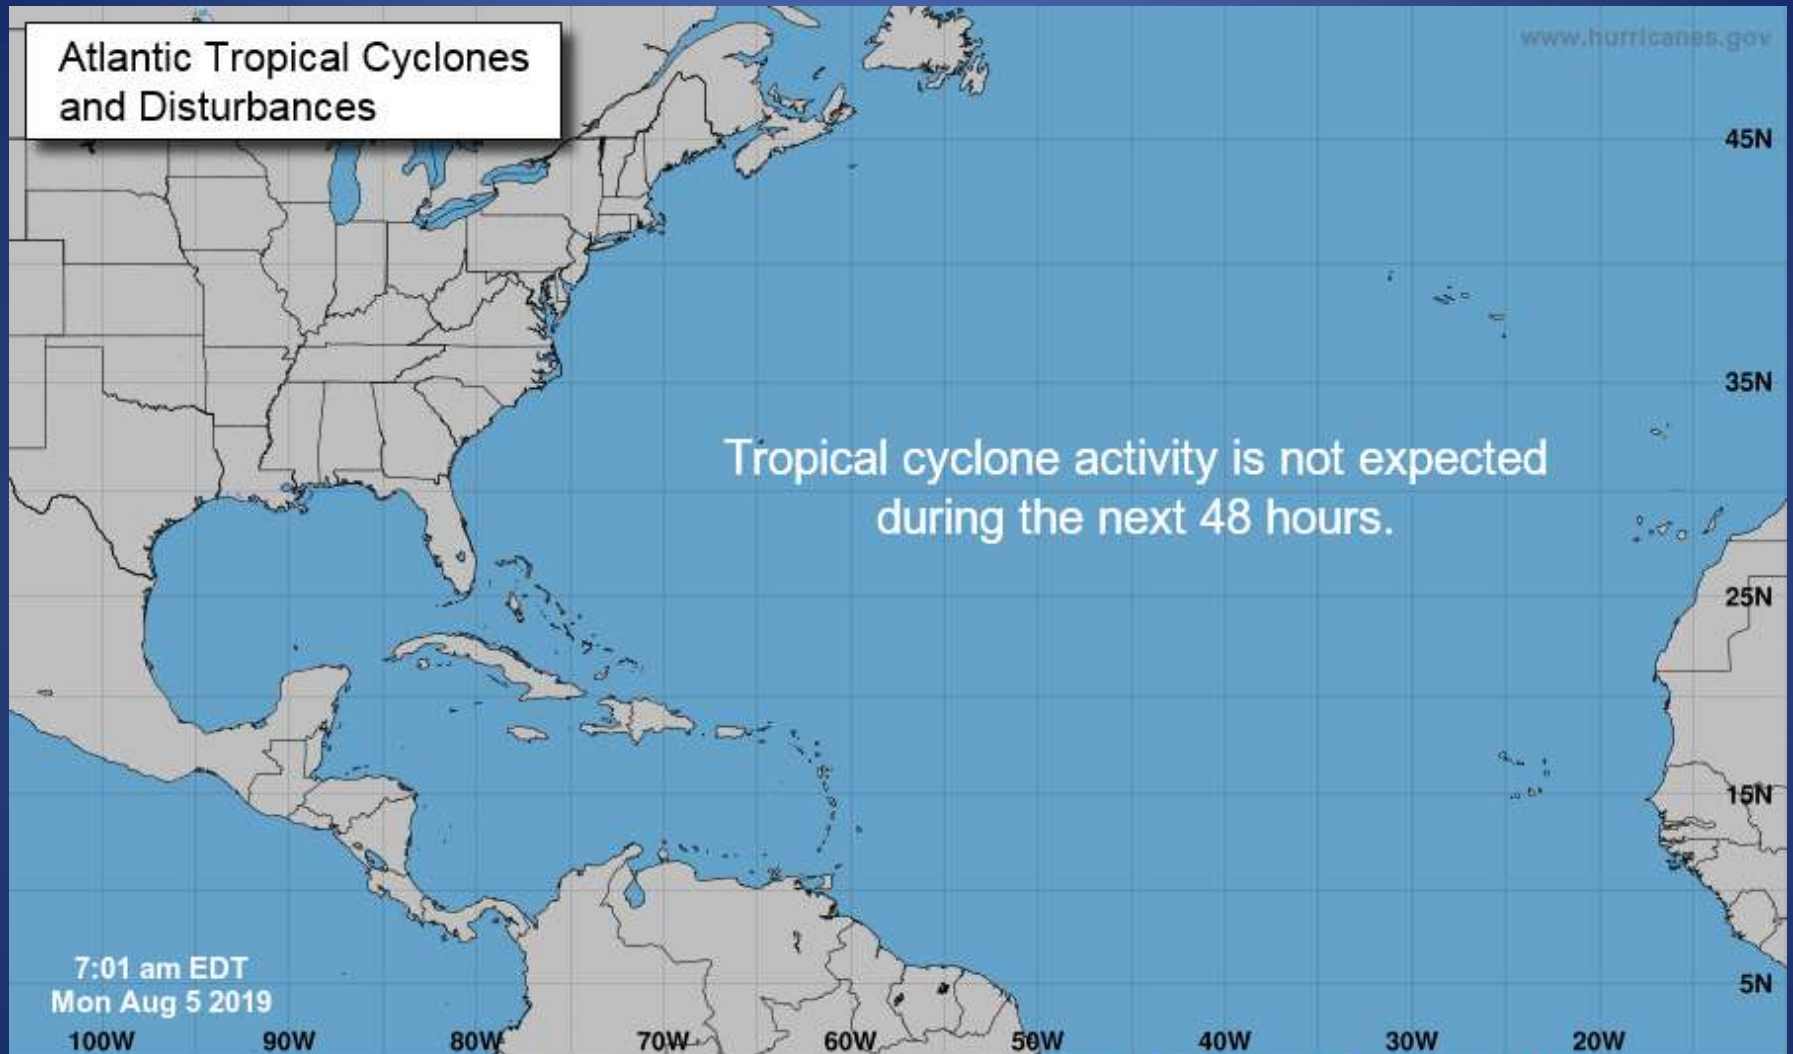 Atlantic Tropical Cyclones
and Disturbances
www.hurricanes.gov
45N
35N
Tropical cyclone activity is not expected
during the next 48 hours.
25N
15N
7:01 am EDT
Mon Aug 5 2019
5N
100W 90W 80W 70W 60W 50W 40W 30W 20W